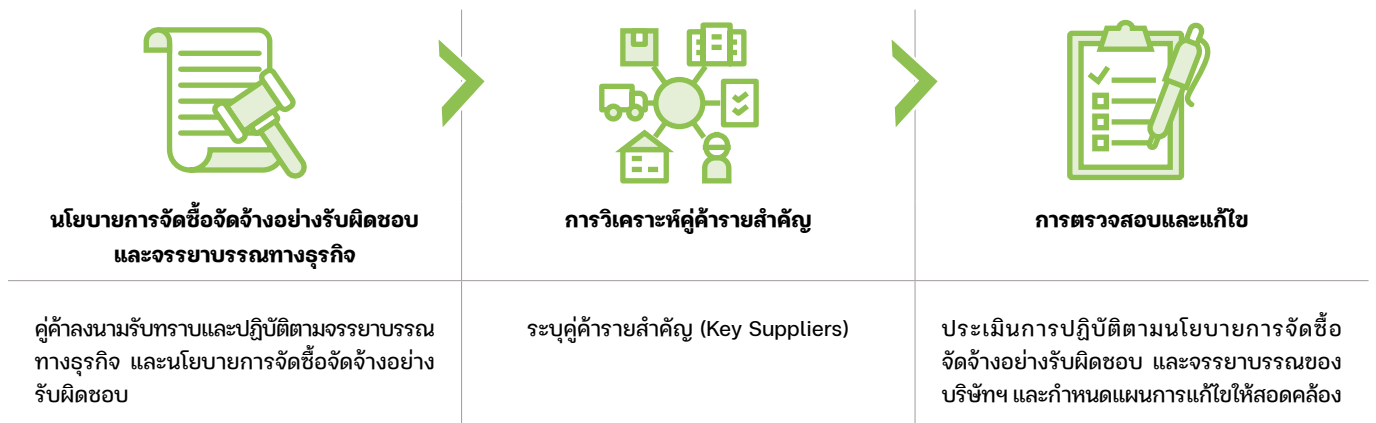 นโยบายการจัดซื้อจัดจ้างอย่างรับผิดชอบ
และจรรยาบรรณทางธุรกิจ
การวิเคราะห์คู่ค้ารายสำคัญ
การตรวจสอบและแก้ไข
คู่ค้าลงนามรับทราบและปฏิบัติตามจรรยาบรรณ
ทางธุรกิจ และนโยบายการจัดซื้อจัดจ้างอย่าง
รับผิดชอบ
ระบุคู่ค้ารายสำคัญ (Key Suppliers)
ประเมินการปฏิบัติตามนโยบายการจัดซื้อ
จัดจ้างอย่างรับผิดชอบ และจรรยาบรรณของ
บริษัทฯ และกำหนดแผนการแก้ไขให้สอดคล้อง